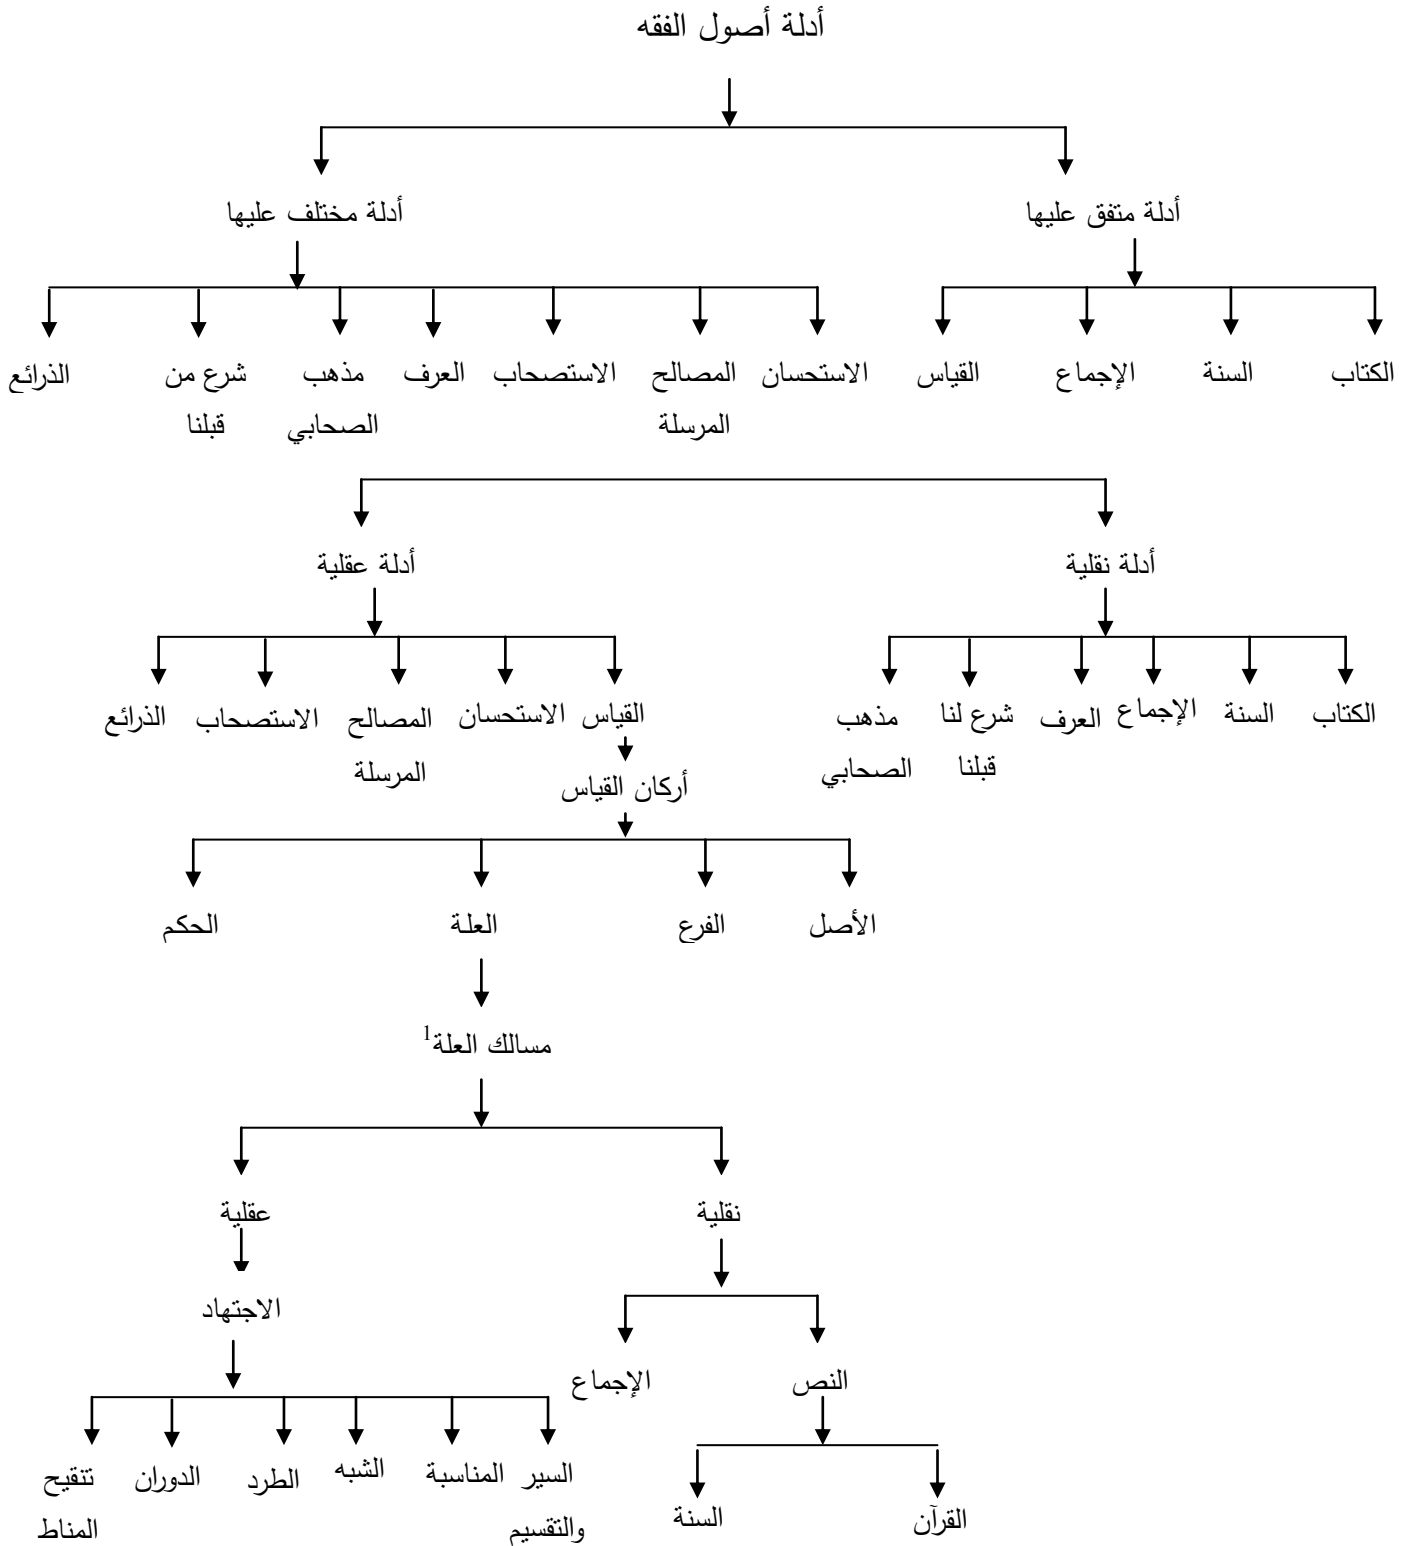 أدلة أصول الفقه
أدلة متفق عليها
أدلة مختلف عليها
الكتاب
السنة
الإجماع
القياس
الاستحسان
المصالح
المرسلة
الاستصحاب
العرف
مذهب
الصحابي
شرع من
قبلنا
الذرائع
أدلة نقلية
أدلة عقلية
الكتاب
السنة
الإجماع
العرف
شرع لنا
قبلنا
مذهب
الصحابي
القياس
الاستحسان
المصالح
المرسلة
الاستصحاب
الذرائع
أركان القياس
الأصل
الفرع
العلة
الحكم
مسالك العلة1
نقلية
عقلية
النص
الإجماع
الاجتهاد
القرآن
السنة
السير
والتقسيم
المناسبة
الشبه
الطرد
الدوران
تنقيح
المناط